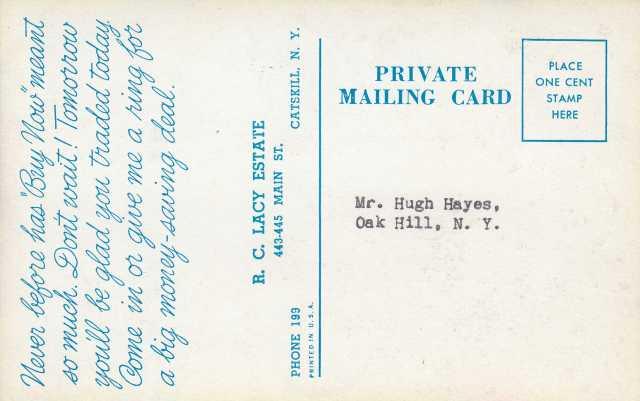 Never before has "Buy Now" meant
so much. Don't wait! Tomorrow
you'll be glad you traded today.
Come in or give me a ring for
a big money-saving deal.
R. C. LACY ESTATE
443-445 MAIN ST.
PHONE 199 CATSKILL, N. Y.
PRINTED IN U.S.A.
PRIVATE
MAILING CARD
PLACE
ONE CENT
STAMP
HERE
Mr. Hugh Hayes,
Oak Hill, N. Y.